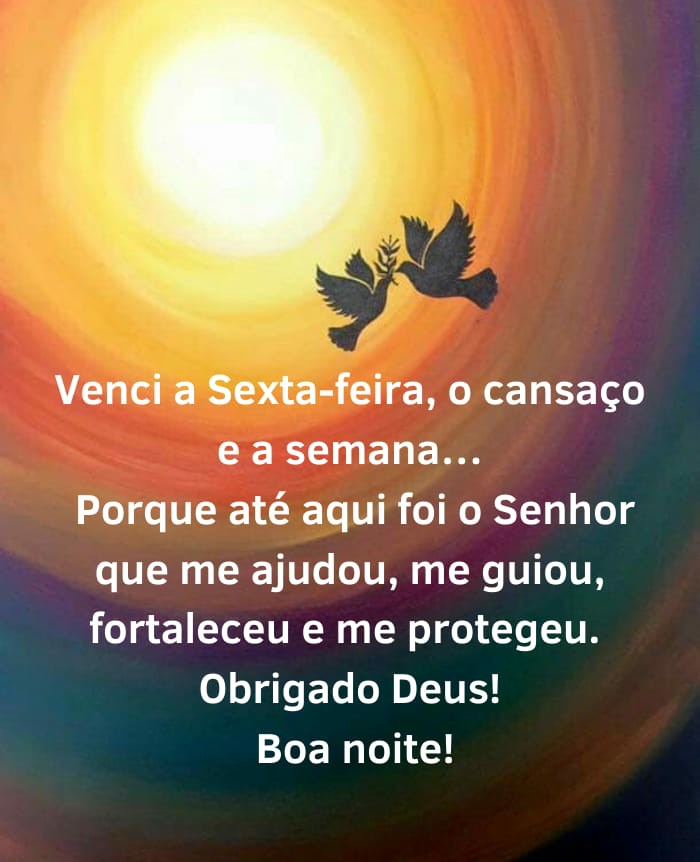 Venci a Sexta-feira, o cansaço
e a semana...
Porque até aqui foi o Senhor
que me ajudou, me guiou,
fortaleceu e me protegeu.
Obrigado Deus!
Boa noite!